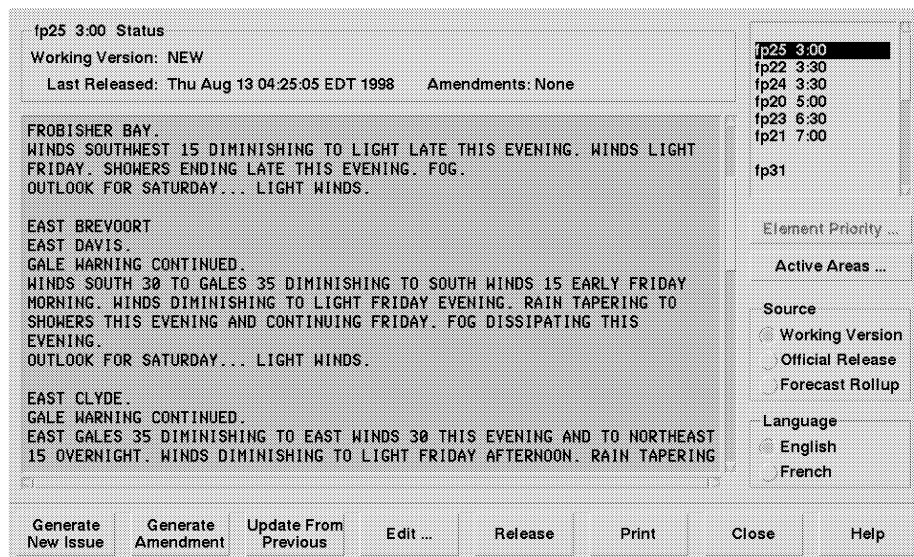 fp25 3:00 Status
Working Version: NEW
Last Released: Thu Aug 13 04:25:05 EDT 1998 Amendments: None
FROBISHER BAY.
WINDS SOUTHWEST 15 DIMINISHING TO LIGHT LATE THIS EVENING. WINDS LIGHT
FRIDAY. SHOWERS ENDING LATE THIS EVENING. FOG.
OUTLOOK FOR SATURDAY... LIGHT WINDS.
EAST BREVOORT
EAST DAVIS.
GALE WARNING CONTINUED.
WINDS SOUTH 30 TO GALES 35 DIMINISHING TO SOUTH WINDS 15 EARLY FRIDAY
MORNING. WINDS DIMINISHING TO LIGHT FRIDAY EVENING. RAIN TAPERING TO
SHOWERS THIS EVENING AND CONTINUING FRIDAY. FOG DISSIPATING THIS
EVENING.
OUTLOOK FOR SATURDAY... LIGHT WINDS.
EAST CLYDE.
GALE WARNING CONTINUED.
EAST GALES 35 DIMINISHING TO EAST WINDS 30 THIS EVENING AND TO NORTHEAST
15 OVERNIGHT. WINDS DIMINISHING TO LIGHT FRIDAY AFTERNOON. RAIN TAPERING
fp25 3:00
fp22 3:30
fp24 3:30
fp20 5:00
fp23 6:30
fp21 7:00
fp31
Element Priority ...
Active Areas ...
Source
Working Version
Official Release
Forecast Rollup
Language
English
French
Generate New Issue
Generate Amendment
Update From Previous
Edit ...
Release
Print
Close
Help